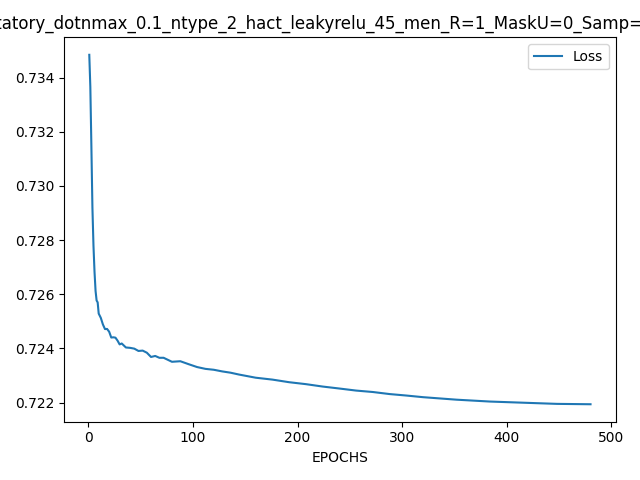 tatory_dotnmax_0.1_ntype_2_hact_leakyrelu_45_men_R=1_MaskU=0_Samp=
Loss
0.734
0.732
0.730
0.728
0.726
0.724
0.722
0 100 200 300 400 500
EPOCHS